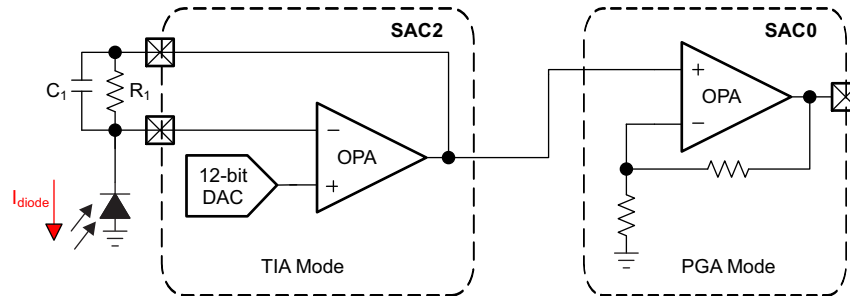 SAC2
SAC0
C1
R1
−
OPA
+
12-bit
DAC
+
OPA
−
Idiode
TIA Mode
PGA Mode